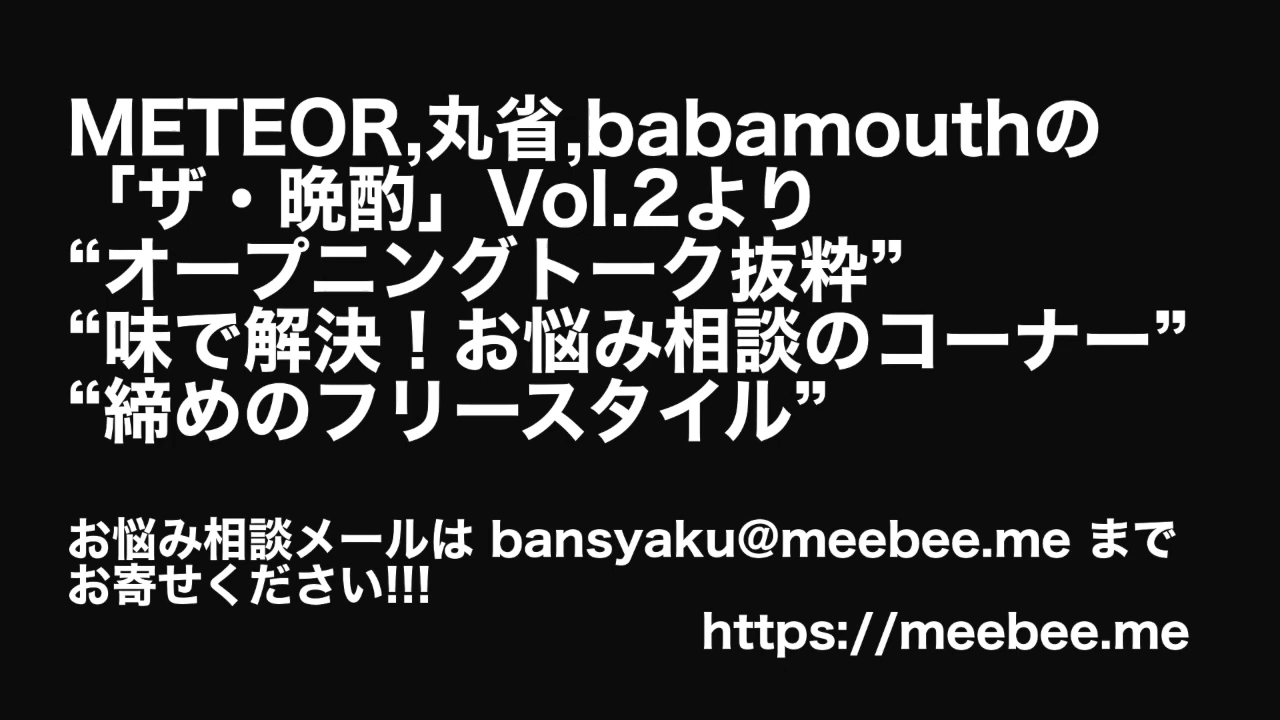 METEOR,丸省,babamouthの
「ザ・晩酌」Vol.2より
“オープニングトーク抜粋”
“味で解決！お悩み相談のコーナー”
“締めのフリースタイル”
お悩み相談メールは bansyaku@meebee.me まで
お寄せください!!!
https://meebee.me